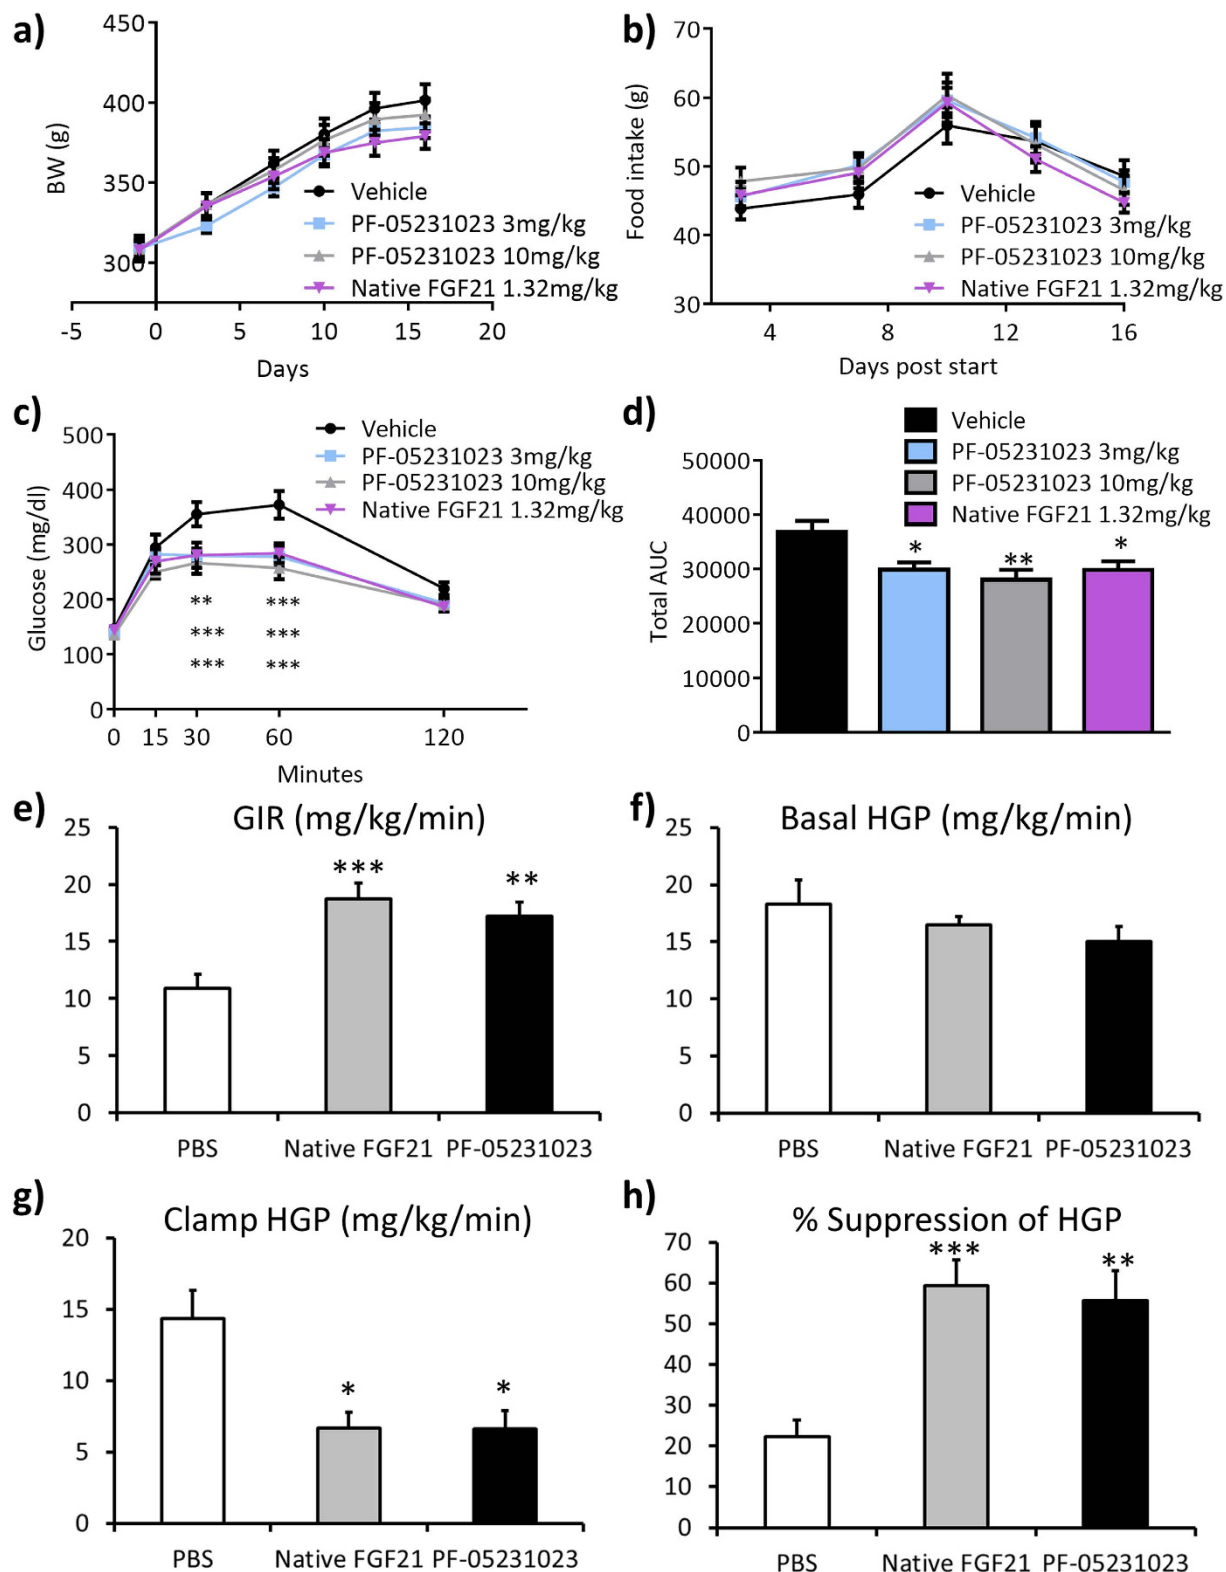 a)
BW (g)
450
400
350
300
-5 0 5 10 15 20
Days
Vehicle
PF-05231023 3mg/kg
PF-05231023 10mg/kg
Native FGF21 1.32mg/kg
b)
Food intake (g)
70
60
50
40
30
4 8 12 16
Days post start
Vehicle
PF-05231023 3mg/kg
PF-05231023 10mg/kg
Native FGF21 1.32mg/kg
c)
Glucose (mg/dl)
500
400
300
200
100
0
0 15 30 60 120
Minutes
Vehicle
PF-05231023 3mg/kg
PF-05231023 10mg/kg
Native FGF21 1.32mg/kg
** ***
*** ***
*** ***
d)
Vehicle
PF-05231023 3mg/kg
PF-05231023 10mg/kg
Native FGF21 1.32mg/kg
Total AUC
50000
40000
30000
20000
10000
0
* ** *
e)
GIR (mg/kg/min)
25
20
15
10
5
0
*** **
PBS Native FGF21 PF-05231023
f)
Basal HGP (mg/kg/min)
25
20
15
10
5
0
PBS Native FGF21 PF-05231023
g)
Clamp HGP (mg/kg/min)
20
15
10
5
0
* *
PBS Native FGF21 PF-05231023
h)
% Suppression of HGP
70
60
50
40
30
20
10
0
*** **
PBS Native FGF21 PF-05231023